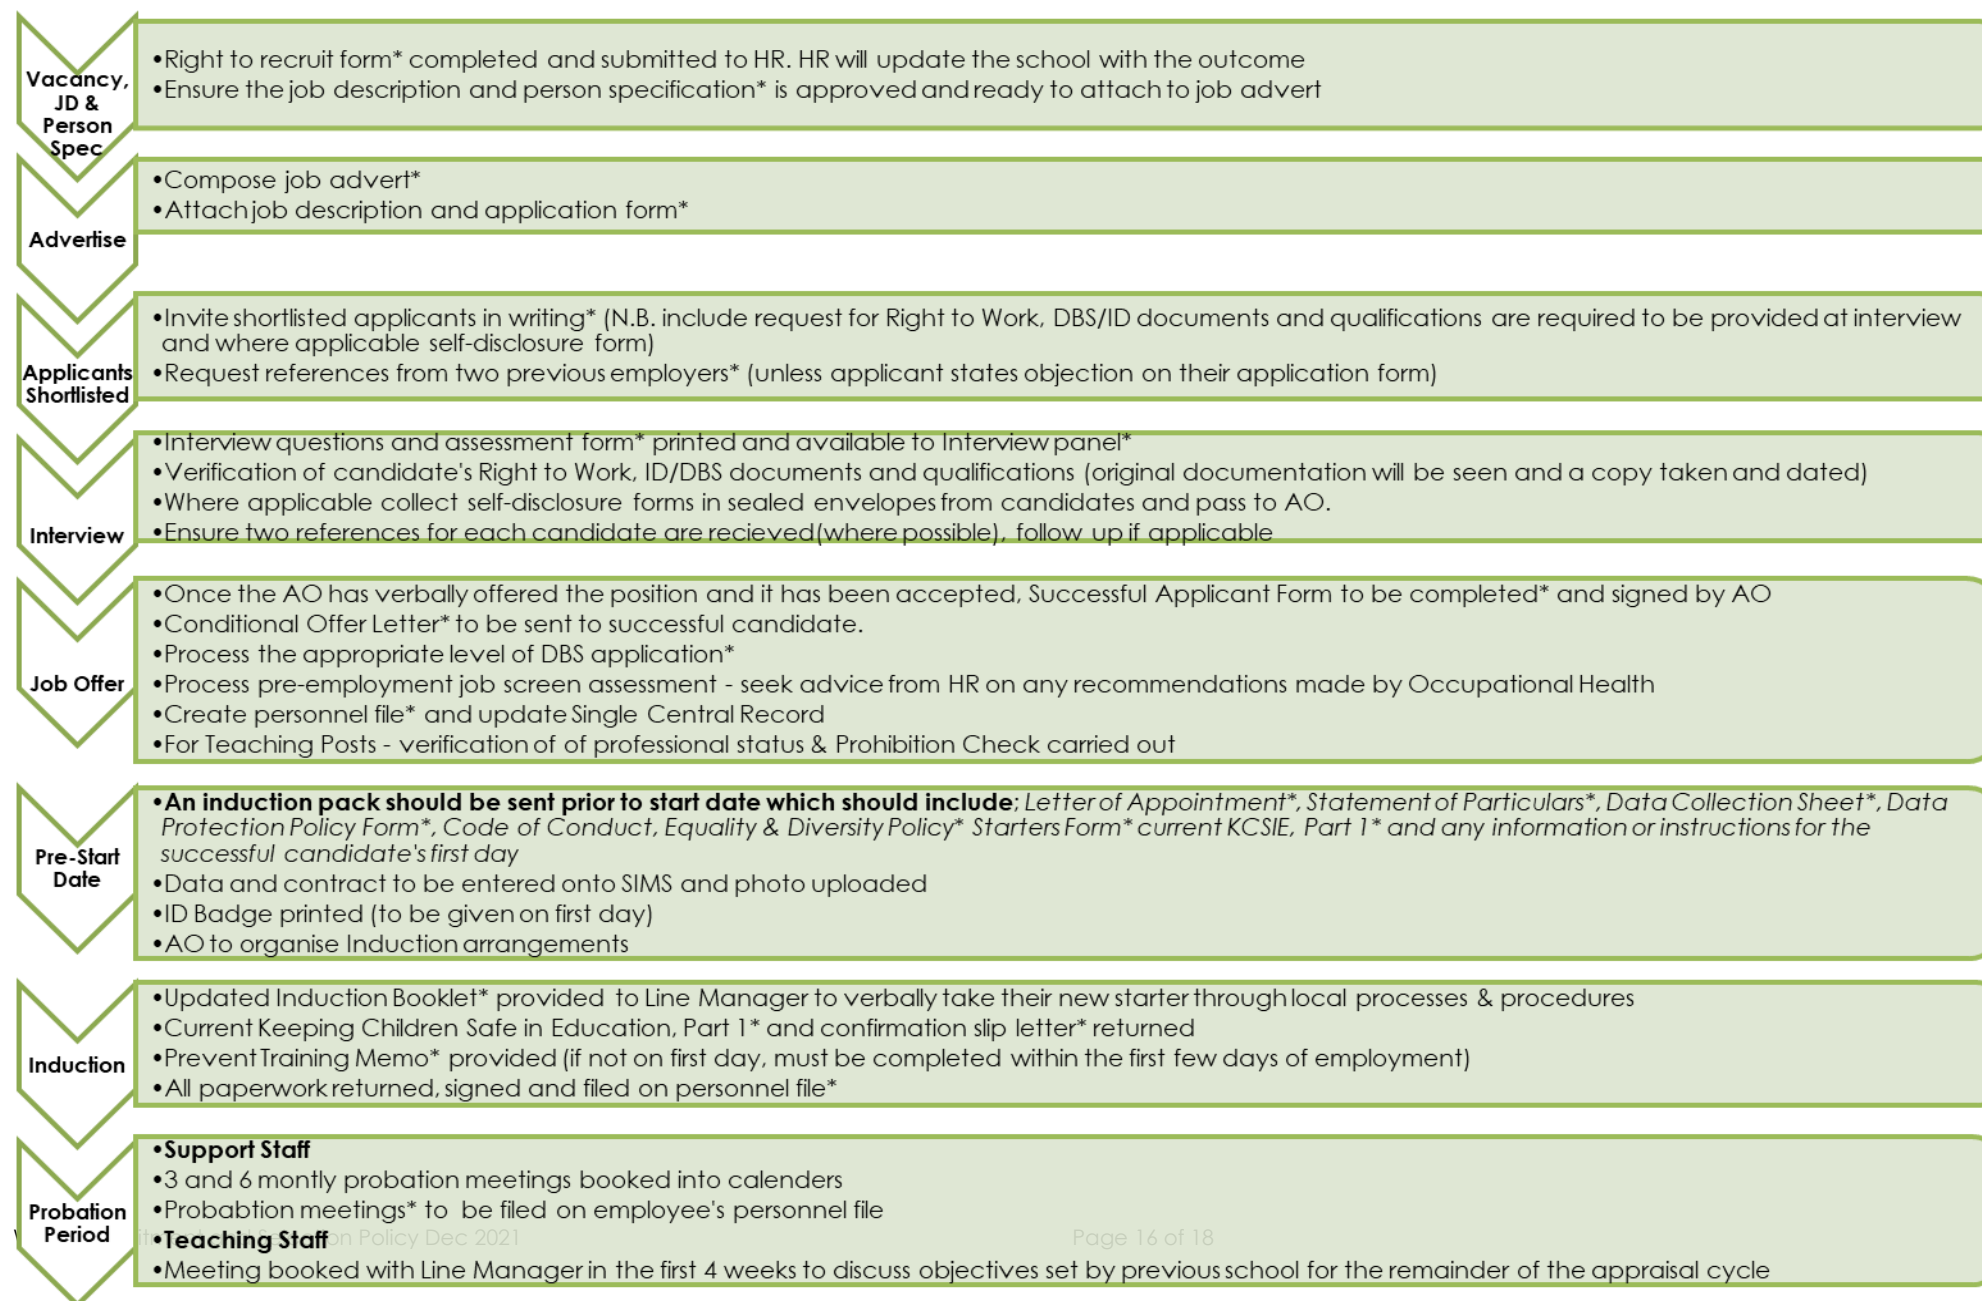 Vacancy,
JD &
Person
Spec
•Right to recruit form* completed and submitted to HR. HR will update the school with the outcome
•Ensure the job description and person specification* is approved and ready to attach to job advert
Advertise
•Compose job advert*
•Attach job description and application form*
Applicants
Shortlisted
•Invite shortlisted applicants in writing* (N.B. include request for Right to Work, DBS/ID documents and qualifications are required to be provided at interview
and where applicable self-disclosure form)
•Request references from two previous employers* (unless applicant states objection on their application form)
Interview
•Interview questions and assessment form* printed and available to Interview panel*
•Verification of candidate's Right to Work, ID/DBS documents and qualifications (original documentation will be seen and a copy taken and dated)
•Where applicable collect self-disclosure forms in sealed envelopes from candidates and pass to AO.
•Ensure two references for each candidate are recieved(where possible), follow up if applicable
Job Offer
•Once the AO has verbally offered the position and it has been accepted, Successful Applicant Form to be completed* and signed by AO
•Conditional Offer Letter* to be sent to successful candidate.
•Process the appropriate level of DBS application*
•Process pre-employment job screen assessment - seek advice from HR on any recommendations made by Occupational Health
•Create personnel file* and update Single Central Record
•For Teaching Posts - verification of of professional status & Prohibition Check carried out
Pre-Start
Date
•An induction pack should be sent prior to start date which should include; Letter of Appointment*, Statement of Particulars*, Data Collection Sheet*, Data
Protection Policy Form*, Code of Conduct, Equality & Diversity Policy* Starters Form* current KCSIE, Part 1* and any information or instructions for the
successful candidate's first day
•Data and contract to be entered onto SIMS and photo uploaded
•ID Badge printed (to be given on first day)
•AO to organise Induction arrangements
Induction
•Updated Induction Booklet* provided to Line Manager to verbally take their new starter through local processes & procedures
•Current Keeping Children Safe in Education, Part 1* and confirmation slip letter* returned
•Prevent Training Memo* provided (if not on first day, must be completed within the first few days of employment)
•All paperwork returned, signed and filed on personnel file*
Probation
Period
•Support Staff
•3 and 6 montly probation meetings booked into calenders
•Probabtion meetings* to be filed on employee's personnel file
•Teaching Staff
Policy Dec 2021 Page 16 of 18
•Meeting booked with Line Manager in the first 4 weeks to discuss objectives set by previous school for the remainder of the appraisal cycle